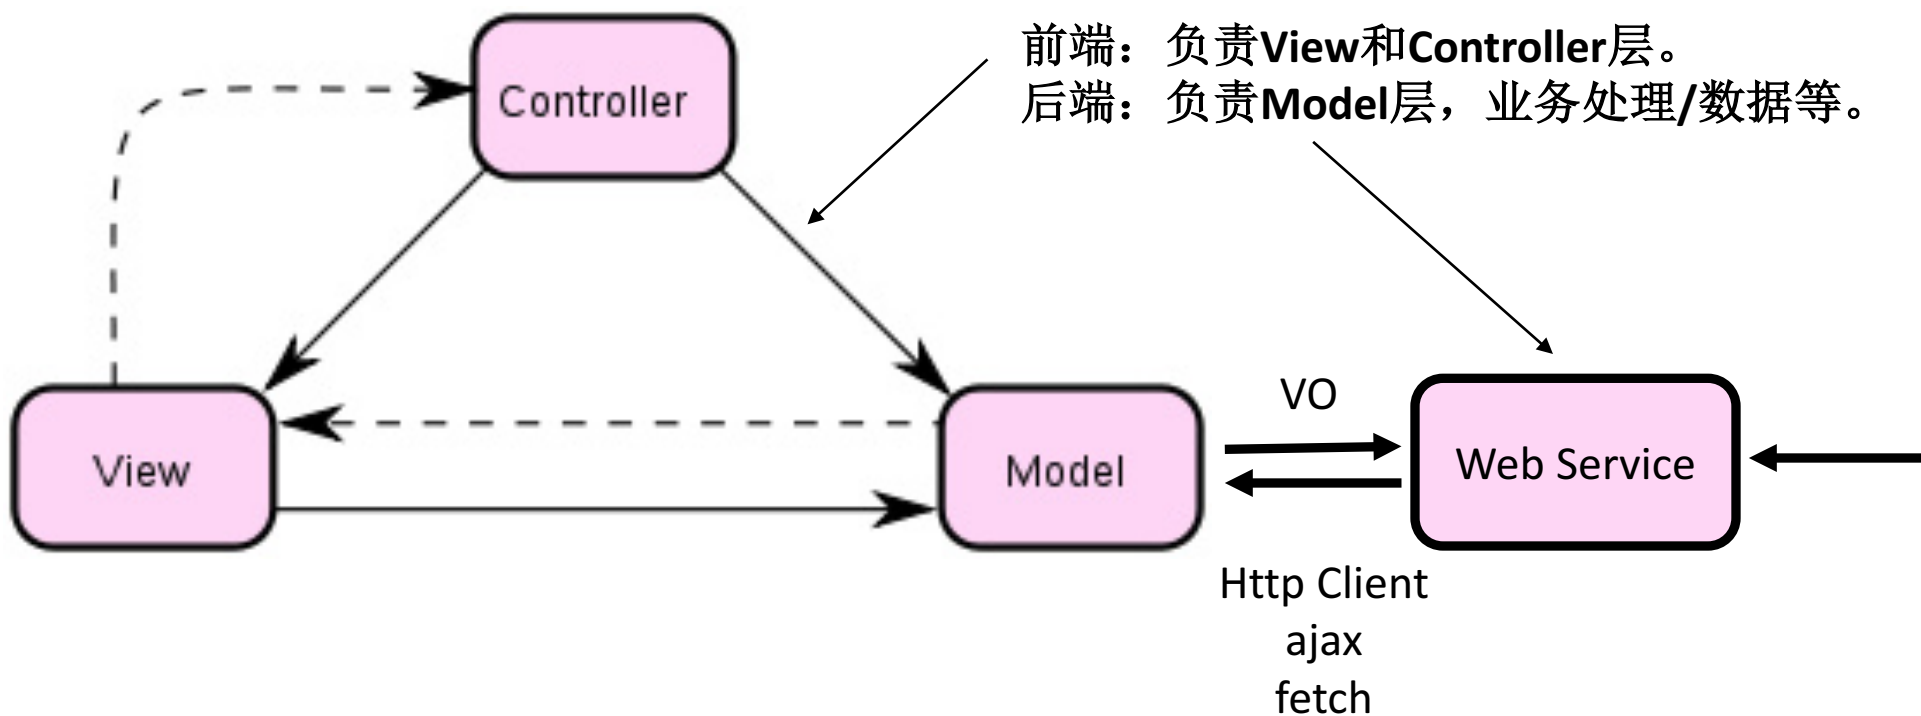 前端：负责View和Controller层。
后端：负责Model层，业务处理/数据等。
Controller
View
Model
VO
Web Service
Http Client
ajax
fetch